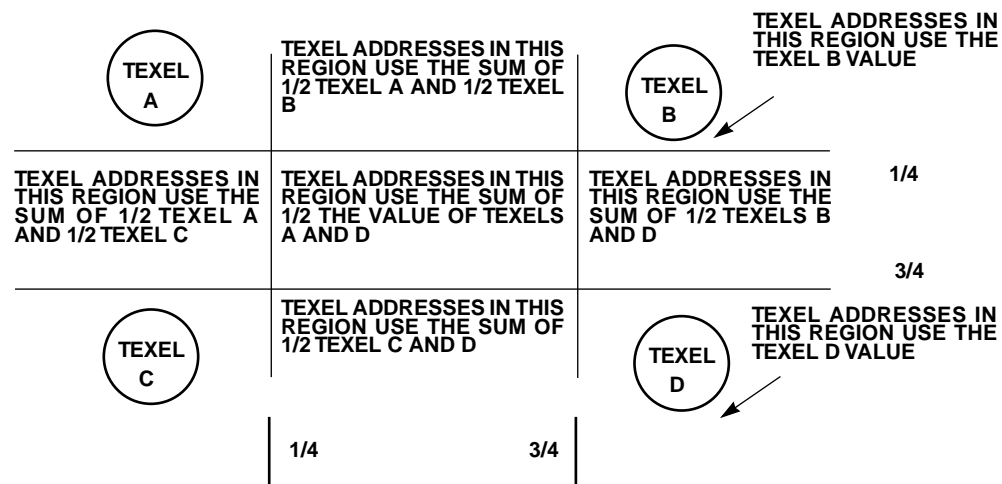 TEXEL
A
TEXEL ADDRESSES IN THIS
REGION USE THE SUM OF
1/2 TEXEL A AND 1/2 TEXEL
B
TEXEL
B
TEXEL ADDRESSES IN
THIS REGION USE THE
TEXEL B VALUE
TEXEL ADDRESSES IN
THIS REGION USE THE
SUM OF 1/2 TEXEL A
AND 1/2 TEXEL C
TEXEL ADDRESSES IN THIS
REGION USE THE SUM OF
1/2 THE VALUE OF TEXELS
A AND D
TEXEL ADDRESSES IN
THIS REGION USE THE
SUM OF 1/2 TEXELS B
AND D
1/4
3/4
TEXEL
C
TEXEL ADDRESSES IN THIS
REGION USE THE SUM OF
1/2 TEXEL C AND D
TEXEL
D
TEXEL ADDRESSES IN
THIS REGION USE THE
TEXEL D VALUE
1/4
3/4